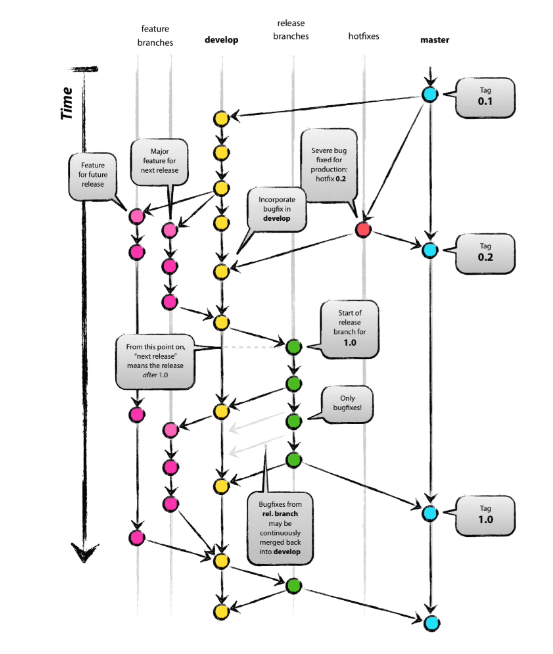 feature
branches
develop
release
branches
hotfixes
master
Time
Tag
0.1
Major
feature for
next release
Feature
for future
release
Severe bug
fixed for
production:
hotfix 0.2
Incorporate
bugfix in
develop
Tag
0.2
Start of
release
branch for
1.0
From this point on,
“next release”
means the release
after 1.0
Only
bugfixes!
Bugfixes from
rel. branch
may be
continuously
merged back
into develop
Tag
1.0